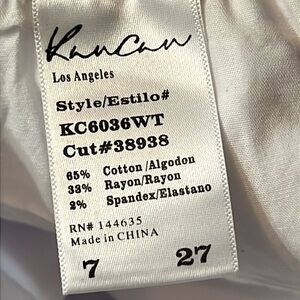 KanCan
Los Angeles
Style/Estilo#
KC6036WT
Cut#38938
65% Cotton/Algodon
33% Rayon/Rayon
2% Spandex/Elastano
RN# 144635
Made in CHINA
7 27